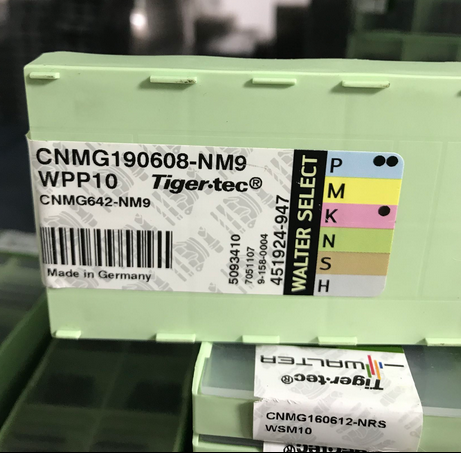 CNMG190608-NM9
WPP10 Tiger·tec®
CNMG642-NM9
Made in Germany
5093410
7051107
9-158-0004
451924-947
WALTER SELECT
P
M
K
N
S
H
WALTER
Tiger·tec®
CNMG160612-NRS
WSM10